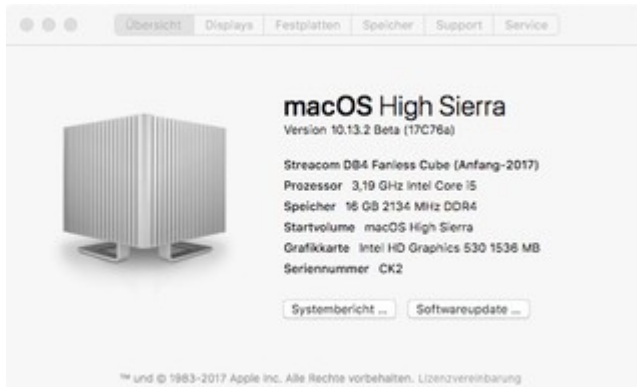 Übersicht Displays Festplatten Speicher Support Service
macOS High Sierra
Version 10.13.2 Beta (17C76a)
Streacom DB4 Fanless Cube (Anfang-2017)
Prozessor 3,19 GHz Intel Core i5
Speicher 16 GB 2134 MHz DDR4
Startvolume macOS High Sierra
Grafikkarte Intel HD Graphics 530 1536 MB
Seriennummer CK2
Systembericht ... Softwareupdate ...
™ und © 1983-2017 Apple Inc. Alle Rechte vorbehalten. Lizenzvereinbarung